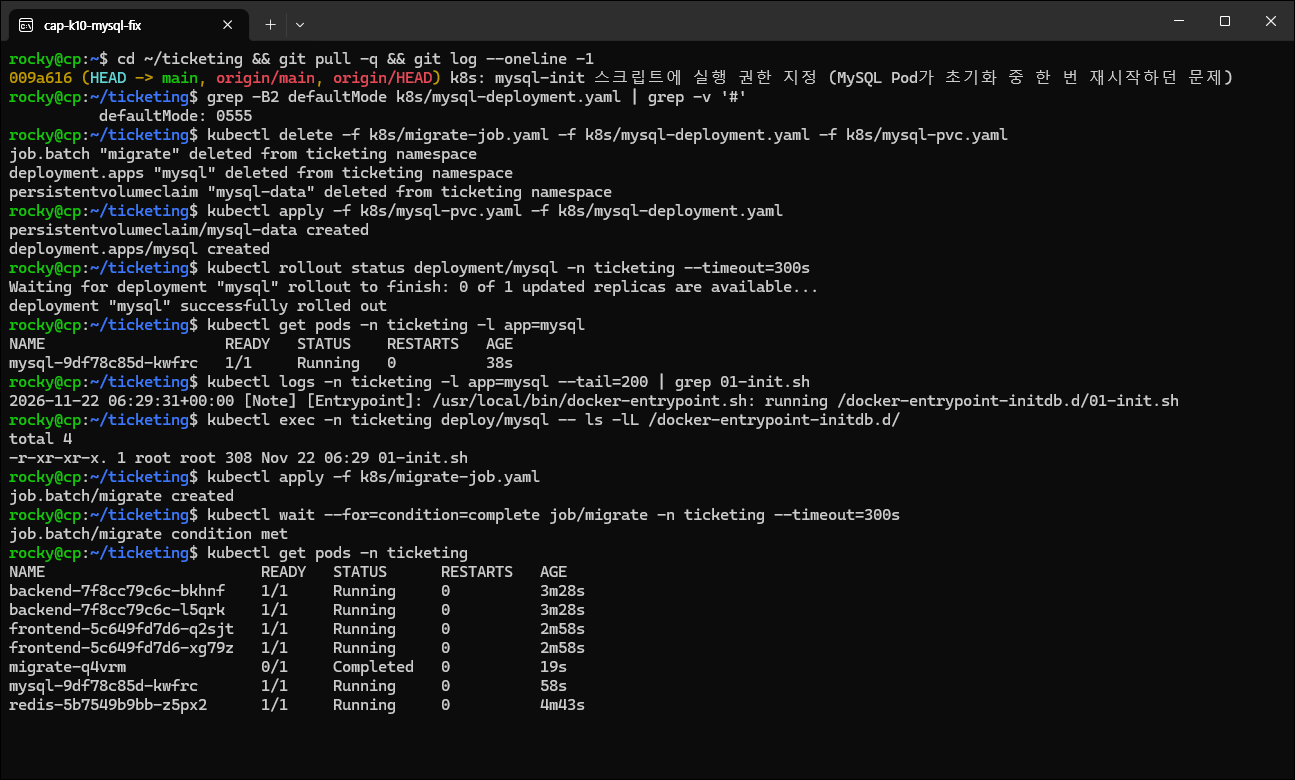 cap-k10-mysql-fix
rocky@cp:~$ cd ~/ticketing && git pull -q && git log --oneline -1
009a616 (HEAD -> main, origin/main, origin/HEAD) k8s: mysql-init 스크립트에 실행 권한 지정 (MySQL Pod가 초기화 중 한 번 재시작하던 문제)
rocky@cp:~/ticketing$ grep -B2 defaultMode k8s/mysql-deployment.yaml | grep -v '#'
          defaultMode: 0555
rocky@cp:~/ticketing$ kubectl delete -f k8s/migrate-job.yaml -f k8s/mysql-deployment.yaml -f k8s/mysql-pvc.yaml
job.batch "migrate" deleted from ticketing namespace
deployment.apps "mysql" deleted from ticketing namespace
persistentvolumeclaim "mysql-data" deleted from ticketing namespace
rocky@cp:~/ticketing$ kubectl apply -f k8s/mysql-pvc.yaml -f k8s/mysql-deployment.yaml
persistentvolumeclaim/mysql-data created
deployment.apps/mysql created
rocky@cp:~/ticketing$ kubectl rollout status deployment/mysql -n ticketing --timeout=300s
Waiting for deployment "mysql" rollout to finish: 0 of 1 updated replicas are available...
deployment "mysql" successfully rolled out
rocky@cp:~/ticketing$ kubectl get pods -n ticketing -l app=mysql
NAME                    READY   STATUS    RESTARTS   AGE
mysql-9df78c85d-kwfrc   1/1     Running   0          38s
rocky@cp:~/ticketing$ kubectl logs -n ticketing -l app=mysql --tail=200 | grep 01-init.sh
2026-11-22 06:29:31+00:00 [Note] [Entrypoint]: /usr/local/bin/docker-entrypoint.sh: running /docker-entrypoint-initdb.d/01-init.sh
rocky@cp:~/ticketing$ kubectl exec -n ticketing deploy/mysql -- ls -lL /docker-entrypoint-initdb.d/
total 4
-r-xr-xr-x. 1 root root 308 Nov 22 06:29 01-init.sh
rocky@cp:~/ticketing$ kubectl apply -f k8s/migrate-job.yaml
job.batch/migrate created
rocky@cp:~/ticketing$ kubectl wait --for=condition=complete job/migrate -n ticketing --timeout=300s
job.batch/migrate condition met
rocky@cp:~/ticketing$ kubectl get pods -n ticketing
NAME                        READY   STATUS      RESTARTS   AGE
backend-7f8cc79c6c-bkhnf    1/1     Running     0          3m28s
backend-7f8cc79c6c-l5qrk    1/1     Running     0          3m28s
frontend-5c649fd7d6-q2sjt   1/1     Running     0          2m58s
frontend-5c649fd7d6-xg79z   1/1     Running     0          2m58s
migrate-q4vrm               0/1     Completed   0          19s
mysql-9df78c85d-kwfrc       1/1     Running     0          58s
redis-5b7549b9bb-z5px2      1/1     Running     0          4m43s